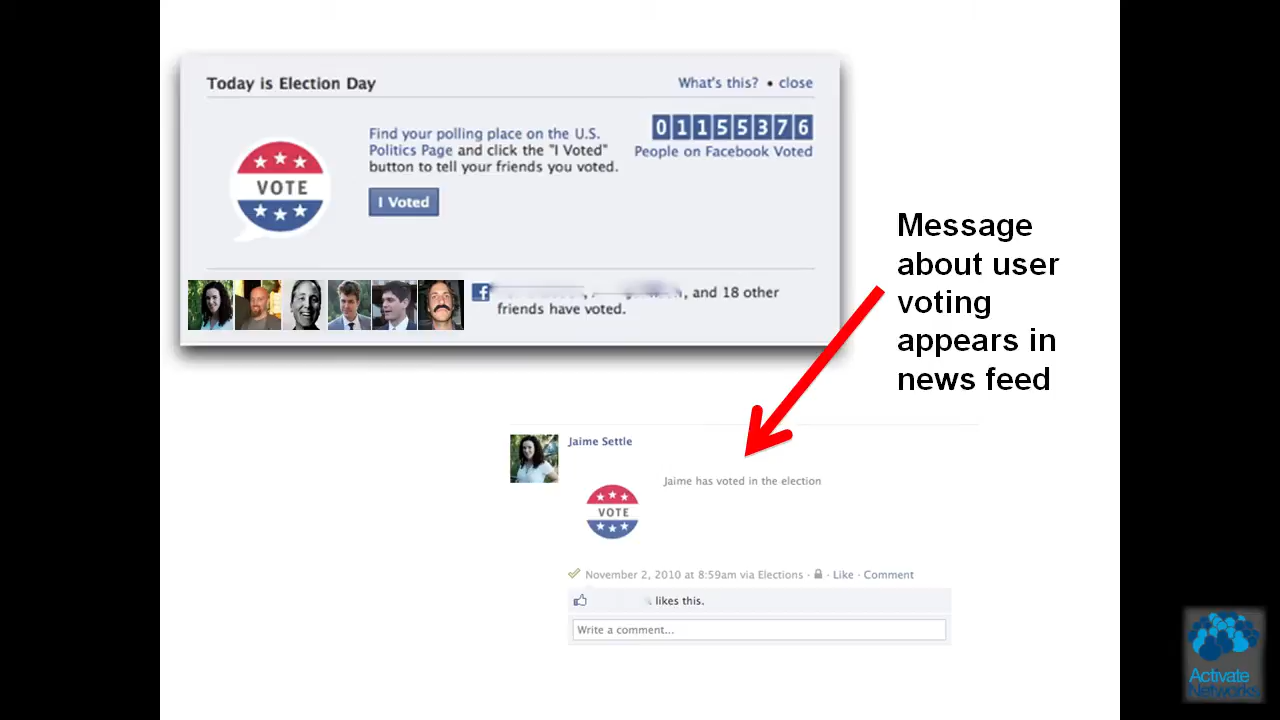 Today is Election Day
What's this? • close
Find your polling place on the U.S.
Politics Page and click the "I Voted"
button to tell your friends you voted.
I Voted
01155376
People on Facebook Voted
VOTE
f
, and 18 other
friends have voted.
Message
about user
voting
appears in
news feed
Jaime Settle
Jaime has voted in the election
VOTE
November 2, 2010 at 8:59am via Elections · Like · Comment
likes this.
Write a comment...
Activate
Networks